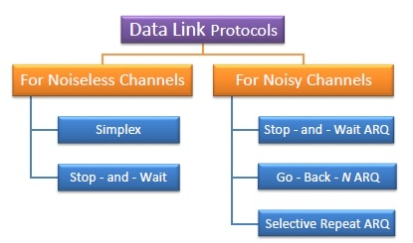 Data Link Protocols
For Noiseless Channels
For Noisy Channels
Simplex
Stop - and - Wait
Stop - and - Wait ARQ
Go - Back - N ARQ
Selective Repeat ARQ